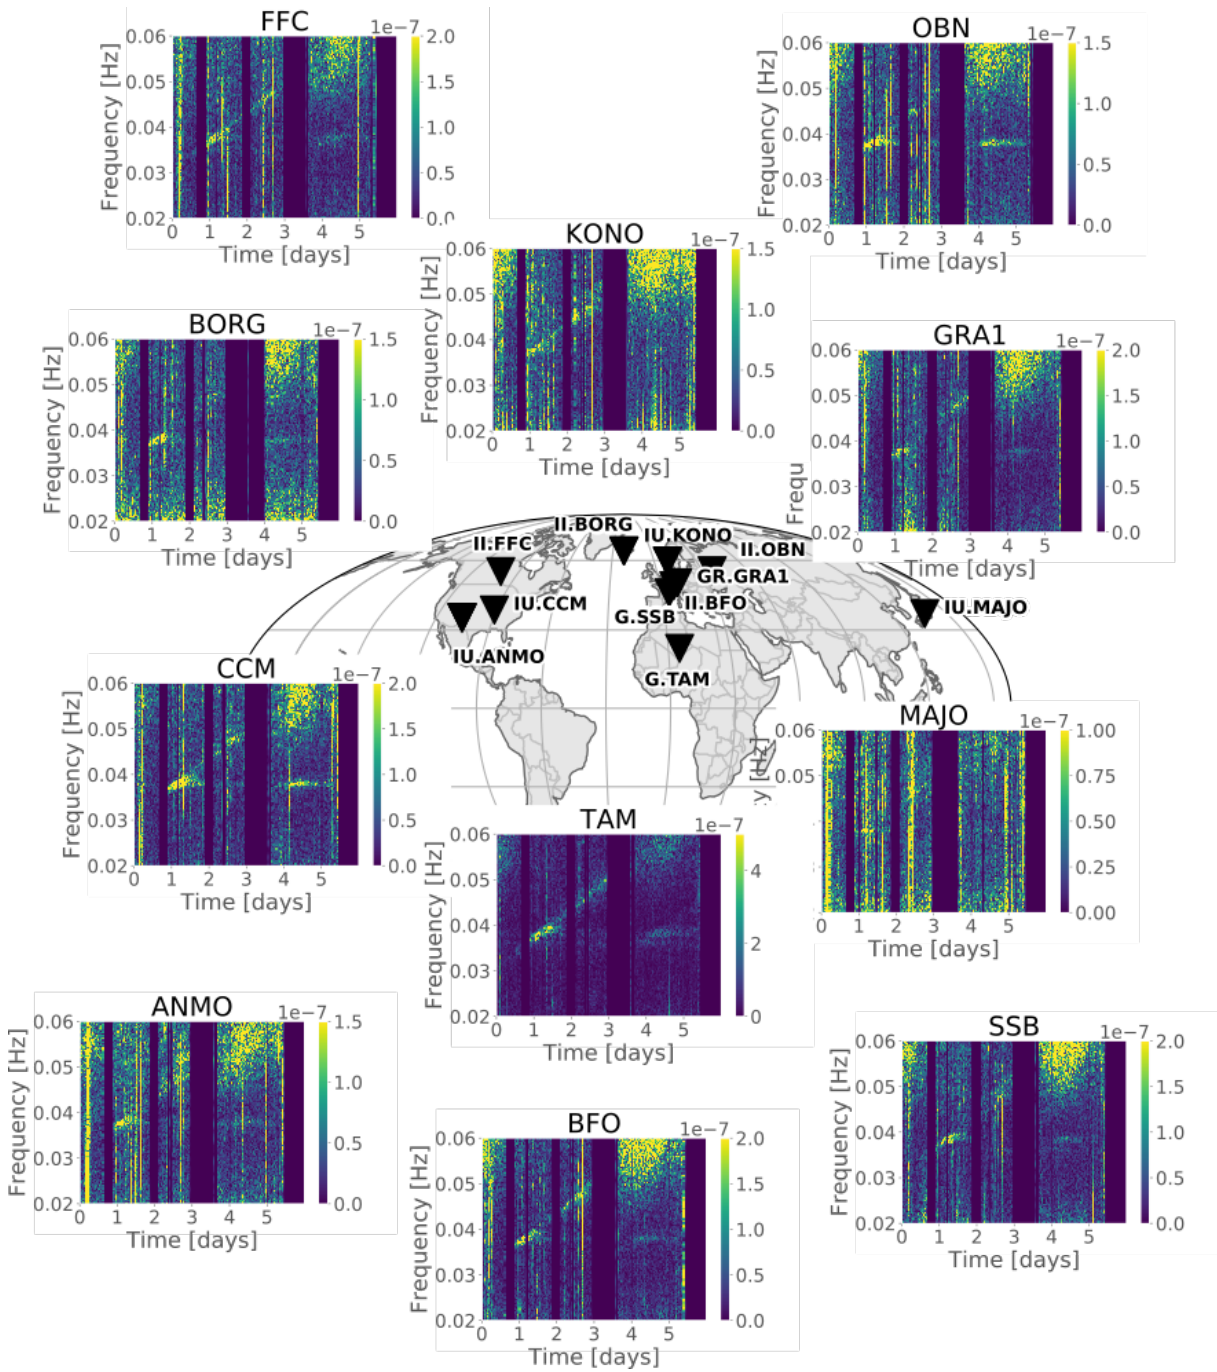 FFC
1e−7
Frequency [Hz]
0.06
0.05
0.04
0.03
0.02
0 1 2 3 4 5
Time [days]
2.0
1.5
1.0
0.5
0.0
OBN
1e−7
Frequency [Hz]
0.06
0.05
0.04
0.03
0.02
0 1 2 3 4 5
Time [days]
1.5
1.0
0.5
0.0
KONO
1e−7
Frequency [Hz]
0.06
0.05
0.04
0.03
0.02
0 1 2 3 4 5
Time [days]
1.5
1.0
0.5
0.0
BORG
1e−7
Frequency [Hz]
0.06
0.05
0.04
0.03
0.02
0 1 2 3 4 5
Time [days]
1.5
1.0
0.5
0.0
GRA1
1e−7
Frequ
0.06
0.05
0.04
0.03
0.02
0 1 2 3 4 5
Time [days]
2.0
1.5
1.0
0.5
0.0
II.BORG
IU.KONO
II.FFC
II.OBN
GR.GRA1
IU.CCM
II.BFO
G.SSB
IU.MAJO
IU.ANMO
G.TAM
CCM
1e−7
Frequency [Hz]
0.06
0.05
0.04
0.03
0.02
0 1 2 3 4 5
Time [days]
2.0
1.5
1.0
0.5
0.0
MAJO
1e−7
cy [Hz]
0.06
0.05
0 1 2 3 4 5
Time [days]
1.00
0.75
0.50
0.25
0.00
TAM
1e−7
Frequency [Hz]
0.06
0.05
0.04
0.03
0.02
0 1 2 3 4 5
Time [days]
4
2
0
ANMO
1e−7
Frequency [Hz]
0.06
0.05
0.04
0.03
0.02
0 1 2 3 4 5
Time [days]
1.5
1.0
0.5
0.0
SSB
1e−7
Frequency [Hz]
0.06
0.05
0.04
0.03
0.02
0 1 2 3 4 5
Time [days]
2.0
1.5
1.0
0.5
0.0
BFO
1e−7
Frequency [Hz]
0.06
0.05
0.04
0.03
0.02
0 1 2 3 4 5
Time [days]
2.0
1.5
1.0
0.5
0.0